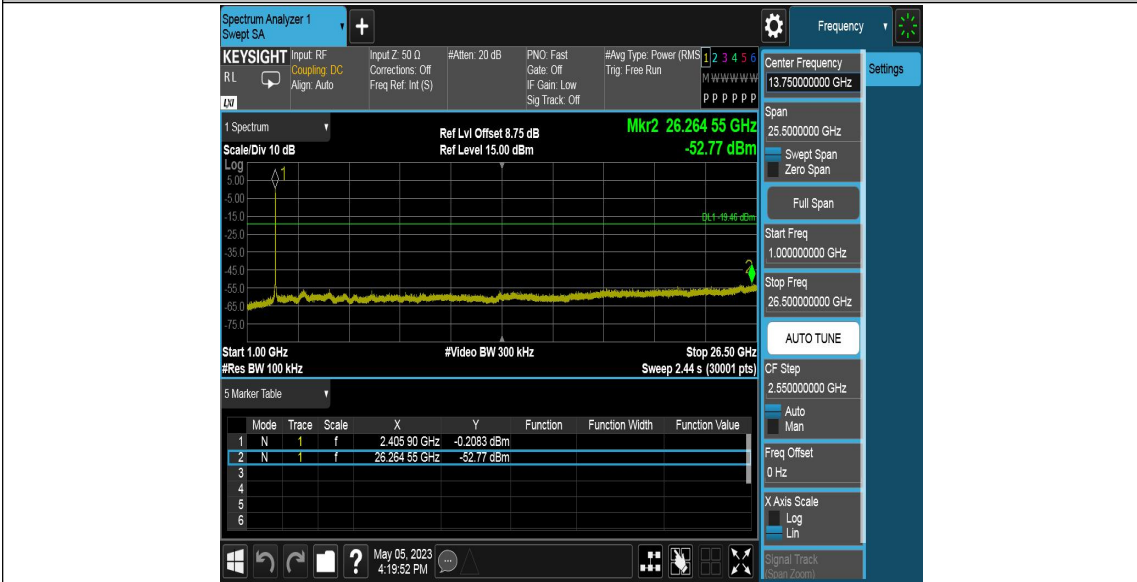 Spectrum Analyzer 1
Swept SA
+
Frequency
KEYSIGHT
R L
LXI
Input: RF
Coupling: DC
Align: Auto
Input Z: 50 Ω
Corrections: Off
Freq Ref: Int (S)
#Atten: 20 dB
PNO: Fast
Gate: Off
IF Gain: Low
Sig Track: Off
#Avg Type: Power (RMS
Trig: Free Run
1 2 3 4 5 6
M W W W W W
P P P P P P
1 Spectrum
Scale/Div 10 dB
Ref Lvl Offset 8.75 dB
Ref Level 15.00 dBm
Mkr2 26.264 55 GHz
-52.77 dBm
Log
5.00
-5.00
-15.0
-25.0
-35.0
-45.0
-55.0
-65.0
-75.0
1
DL1 -19.46 dBm
2
Start 1.00 GHz
#Video BW 300 kHz
Stop 26.50 GHz
#Res BW 100 kHz
Sweep 2.44 s (30001 pts)
5 Marker Table
Mode Trace Scale X Y Function Function Width Function Value
1 N 1 f 2.405 90 GHz -0.2083 dBm
2 N 1 f 26.264 55 GHz -52.77 dBm
3
4
5
6
?
May 05, 2023
4:19:52 PM
Center Frequency
13.750000000 GHz
Settings
Span
25.5000000 GHz
Swept Span
Zero Span
Full Span
Start Freq
1.000000000 GHz
Stop Freq
26.500000000 GHz
AUTO TUNE
CF Step
2.550000000 GHz
Auto
Man
Freq Offset
0 Hz
X Axis Scale
Log
Lin
Signal Track
(Span Zoom)